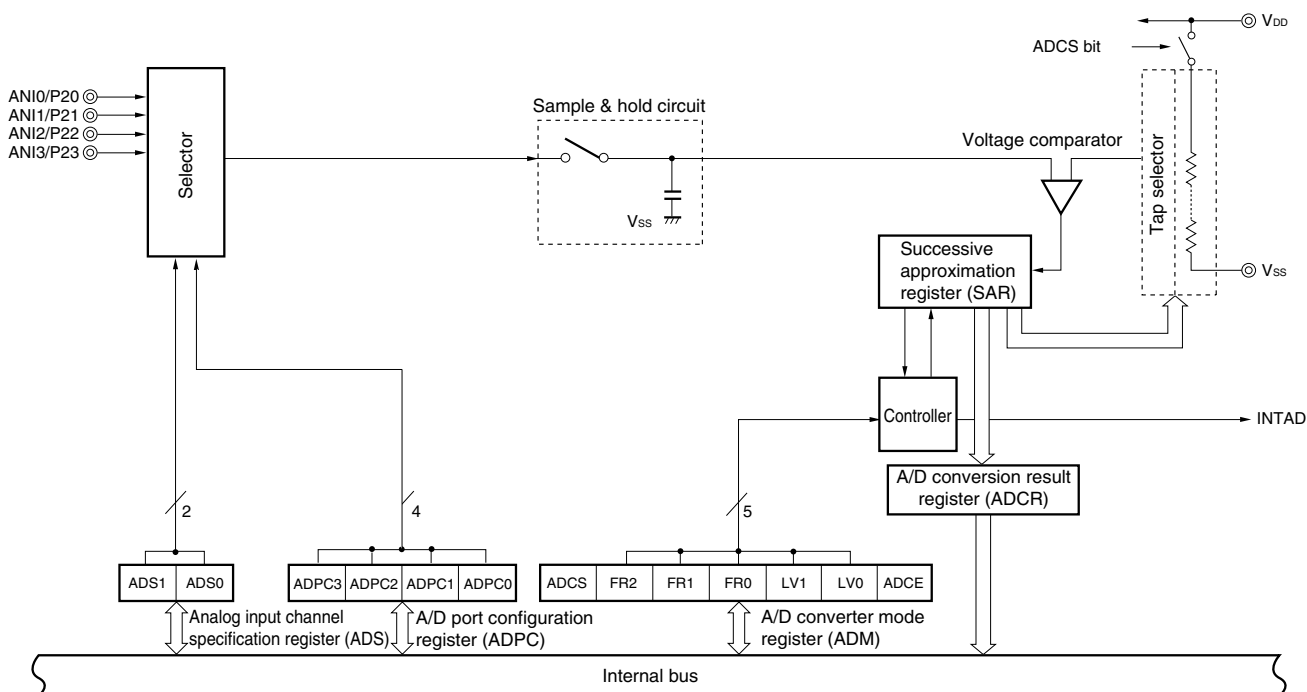 VDD
ADCS bit
ANI0/P20
ANI1/P21
ANI2/P22
ANI3/P23
Selector
Sample & hold circuit
VSS
Voltage comparator
Tap selector
VSS
Successive
approximation
register (SAR)
Controller
INTAD
A/D conversion result
register (ADCR)
2
4
5
ADS1 ADS0
ADPC3 ADPC2 ADPC1 ADPC0
ADCS FR2 FR1 FR0 LV1 LV0 ADCE
Analog input channel
specification register (ADS)
A/D port configuration
register (ADPC)
A/D converter mode
register (ADM)
Internal bus